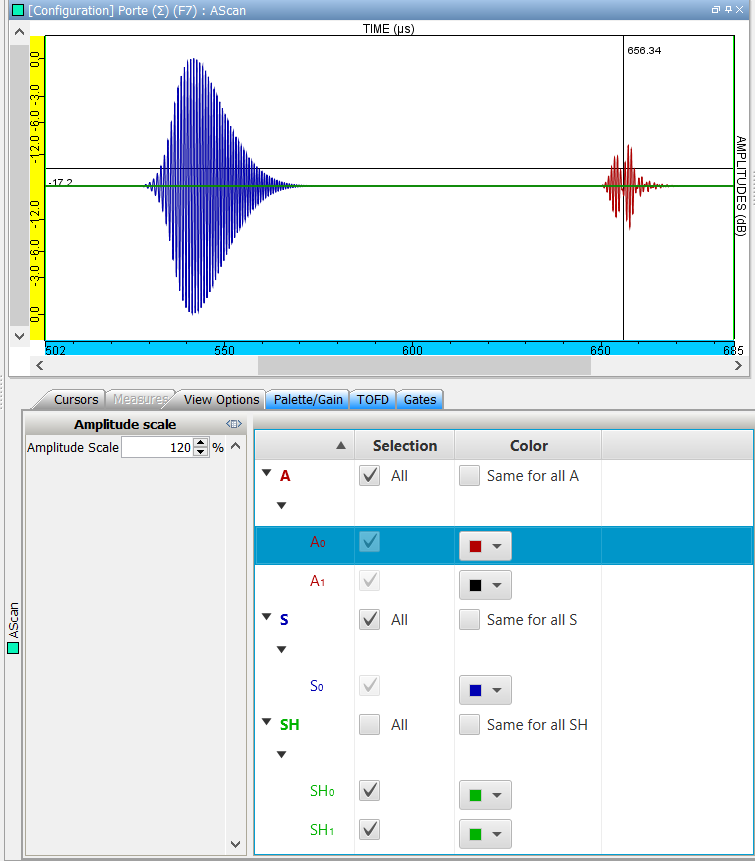 [Configuration] Porte (Σ) (F7) : AScan
TIME (µs)
656.34
0,0
-3,0
-6,0
-12.0
-17.2
-12.0
-6,0
-3,0
0,0
AMPLITUDES (dB)
502 550 600 650 685
Cursors Measures View Options Palette/Gain TOFD Gates
Amplitude scale
Amplitude Scale 120 %
Selection Color
A All Same for all A
A₀
A₁
S All Same for all S
S₀
SH All Same for all SH
SH₀
SH₁
AScan